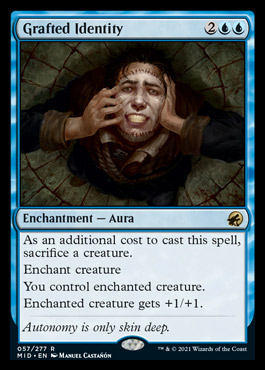 Grafted Identity 2UU
Enchantment — Aura
As an additional cost to cast this spell,
sacrifice a creature.
Enchant creature
You control enchanted creature.
Enchanted creature gets +1/+1.
Autonomy is only skin deep.
057/277 R
MID • EN MANUEL CASTAÑÓN
™ & © 2021 Wizards of the Coast